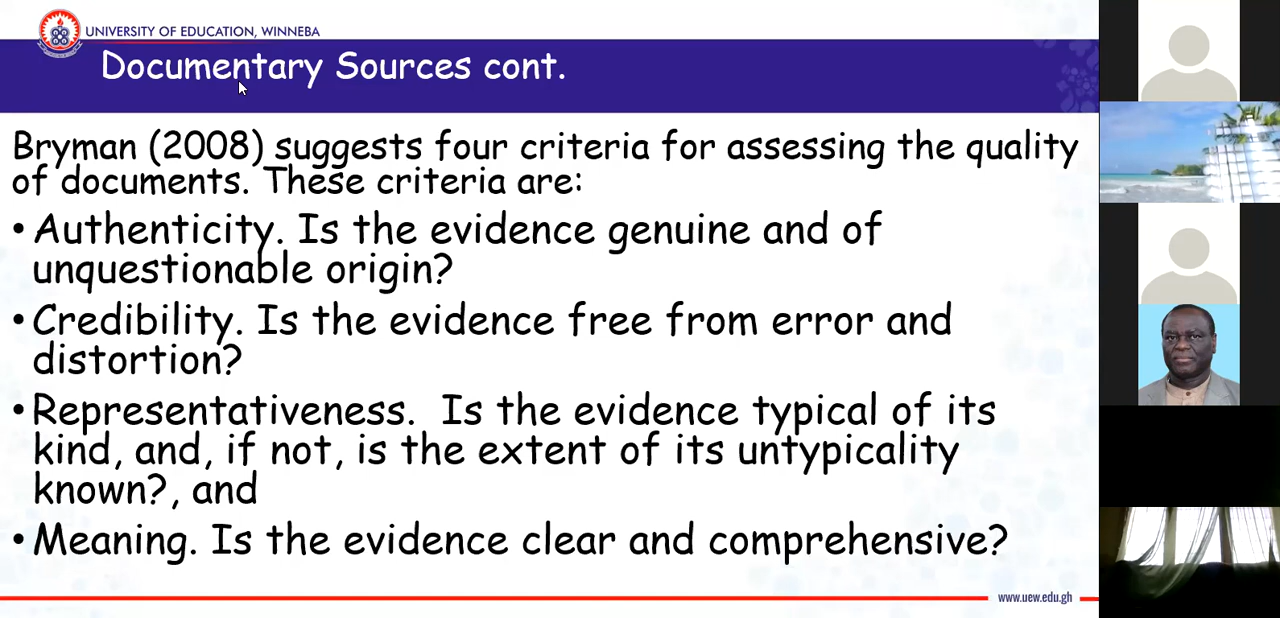 UNIVERSITY OF EDUCATION, WINNEBA
Documentary Sources cont.
Bryman (2008) suggests four criteria for assessing the quality
of documents. These criteria are:
• Authenticity. Is the evidence genuine and of
unquestionable origin?
• Credibility. Is the evidence free from error and
distortion?
• Representativeness. Is the evidence typical of its
kind, and, if not, is the extent of its untypicality
known?, and
• Meaning. Is the evidence clear and comprehensive?
www.uew.edu.gh